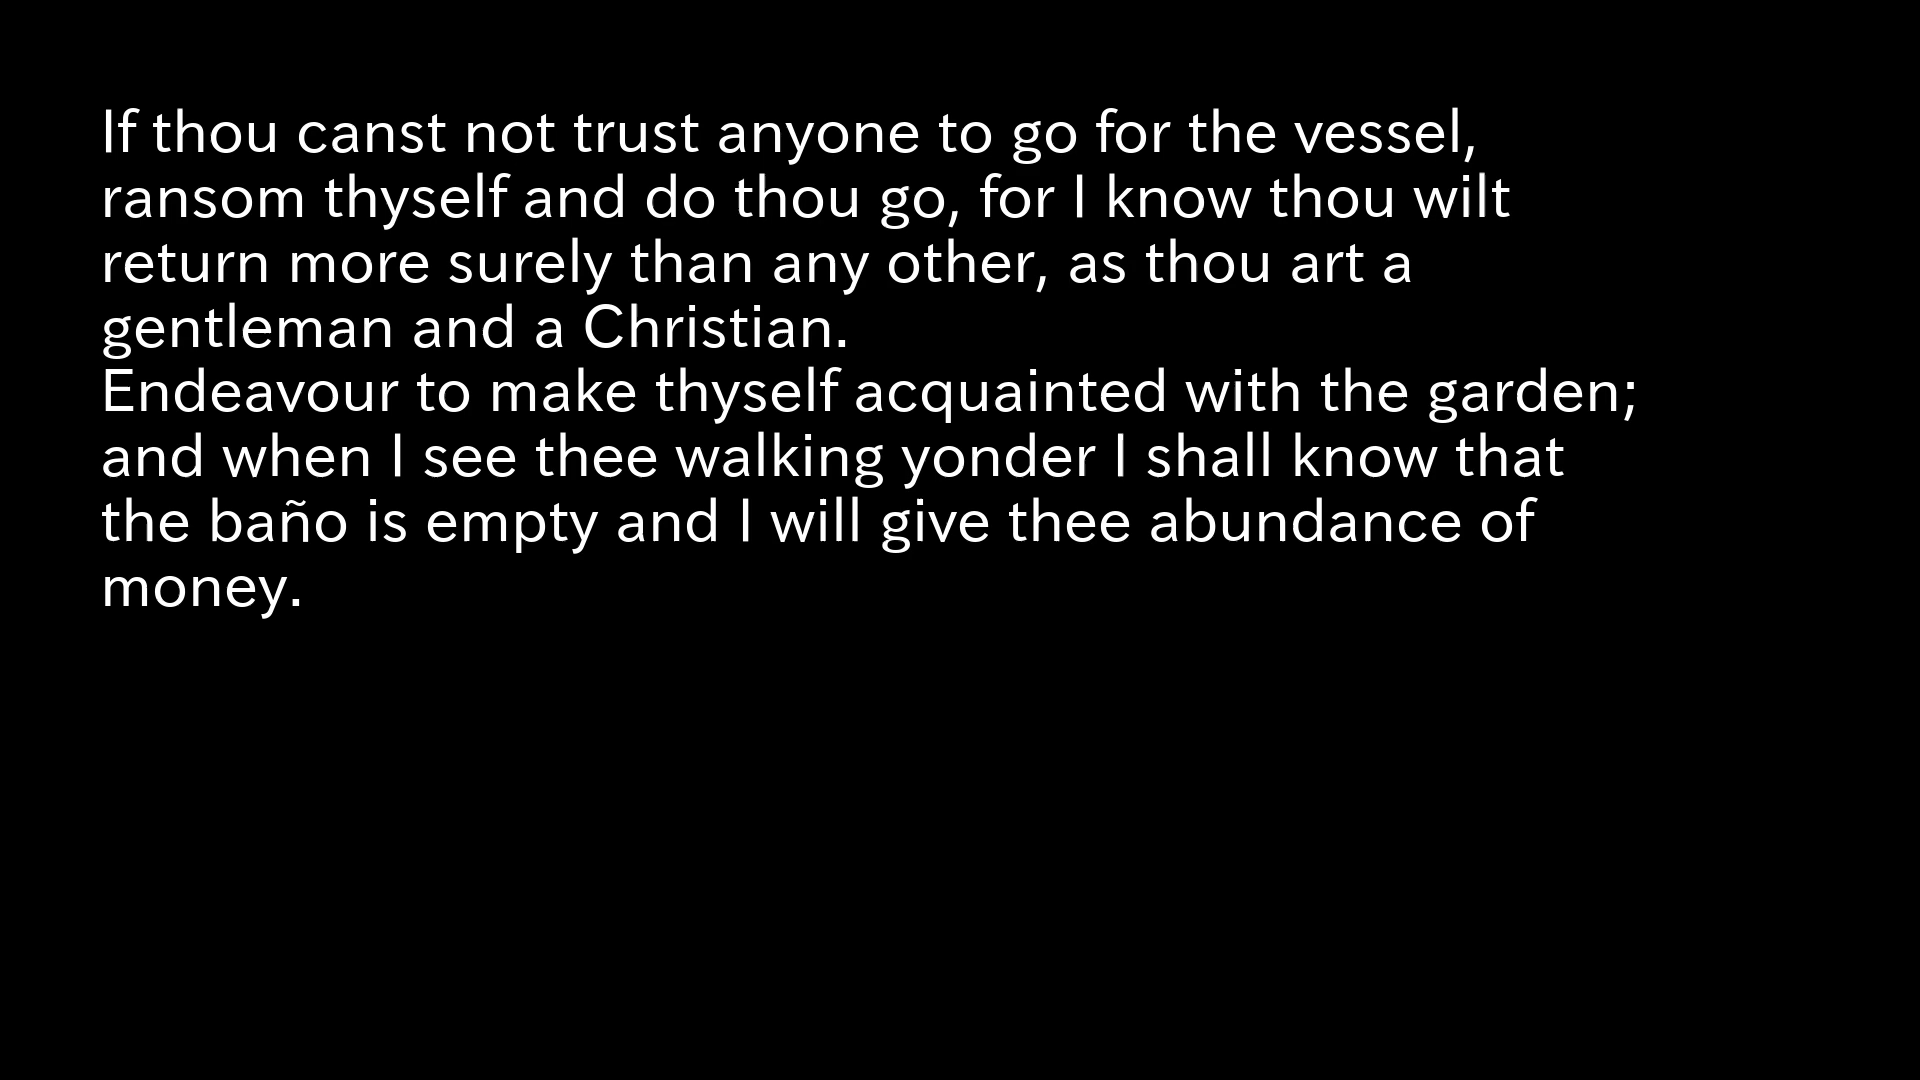 If thou canst not trust anyone to go for the vessel,
ransom thyself and do thou go, for I know thou wilt
return more surely than any other, as thou art a
gentleman and a Christian.
Endeavour to make thyself acquainted with the garden;
and when I see thee walking yonder I shall know that
the baño is empty and I will give thee abundance of
money.